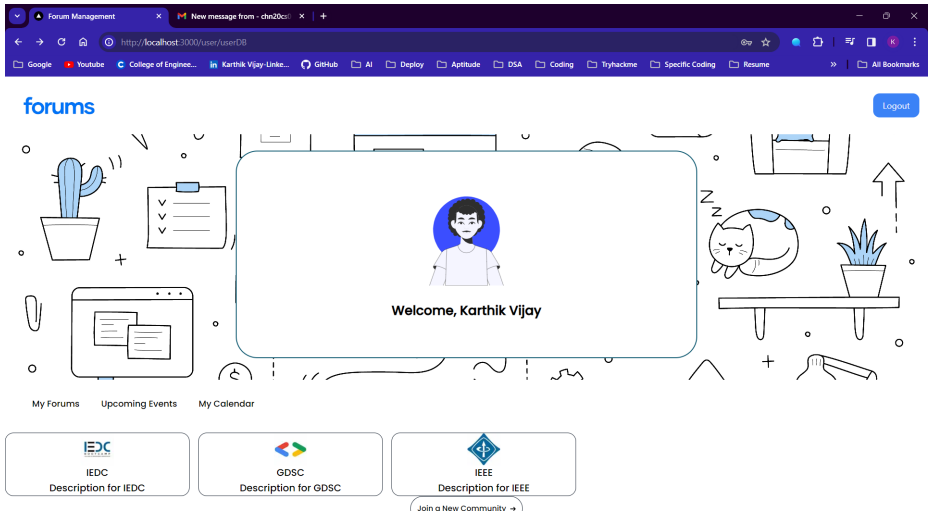 Forum Management
New message from - chn20cs0
http://localhost:3000/user/userDB
K
Google
Youtube
College of Enginee...
Karthik Vijay-Linke...
GitHub
AI
Deploy
Aptitude
DSA
Coding
Tryhackme
Specific Coding
Resume
»
All Bookmarks
forums
Logout
Z
Z
Welcome, Karthik Vijay
My Forums
Upcoming Events
My Calendar
IEDC
IEDC
Description for IEDC
GDSC
Description for GDSC
IEEE
Description for IEEE
Join a New Community →